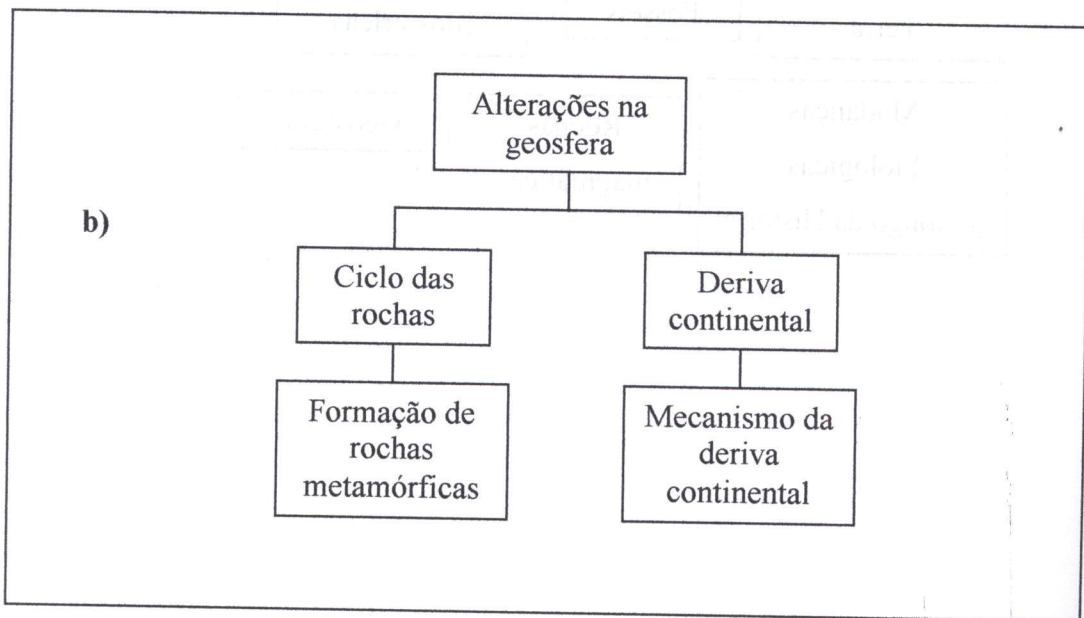 Alterações na
geosfera
b)
Ciclo das
rochas
Deriva
continental
Formação de
rochas
metamórficas
Mecanismo da
deriva
continental